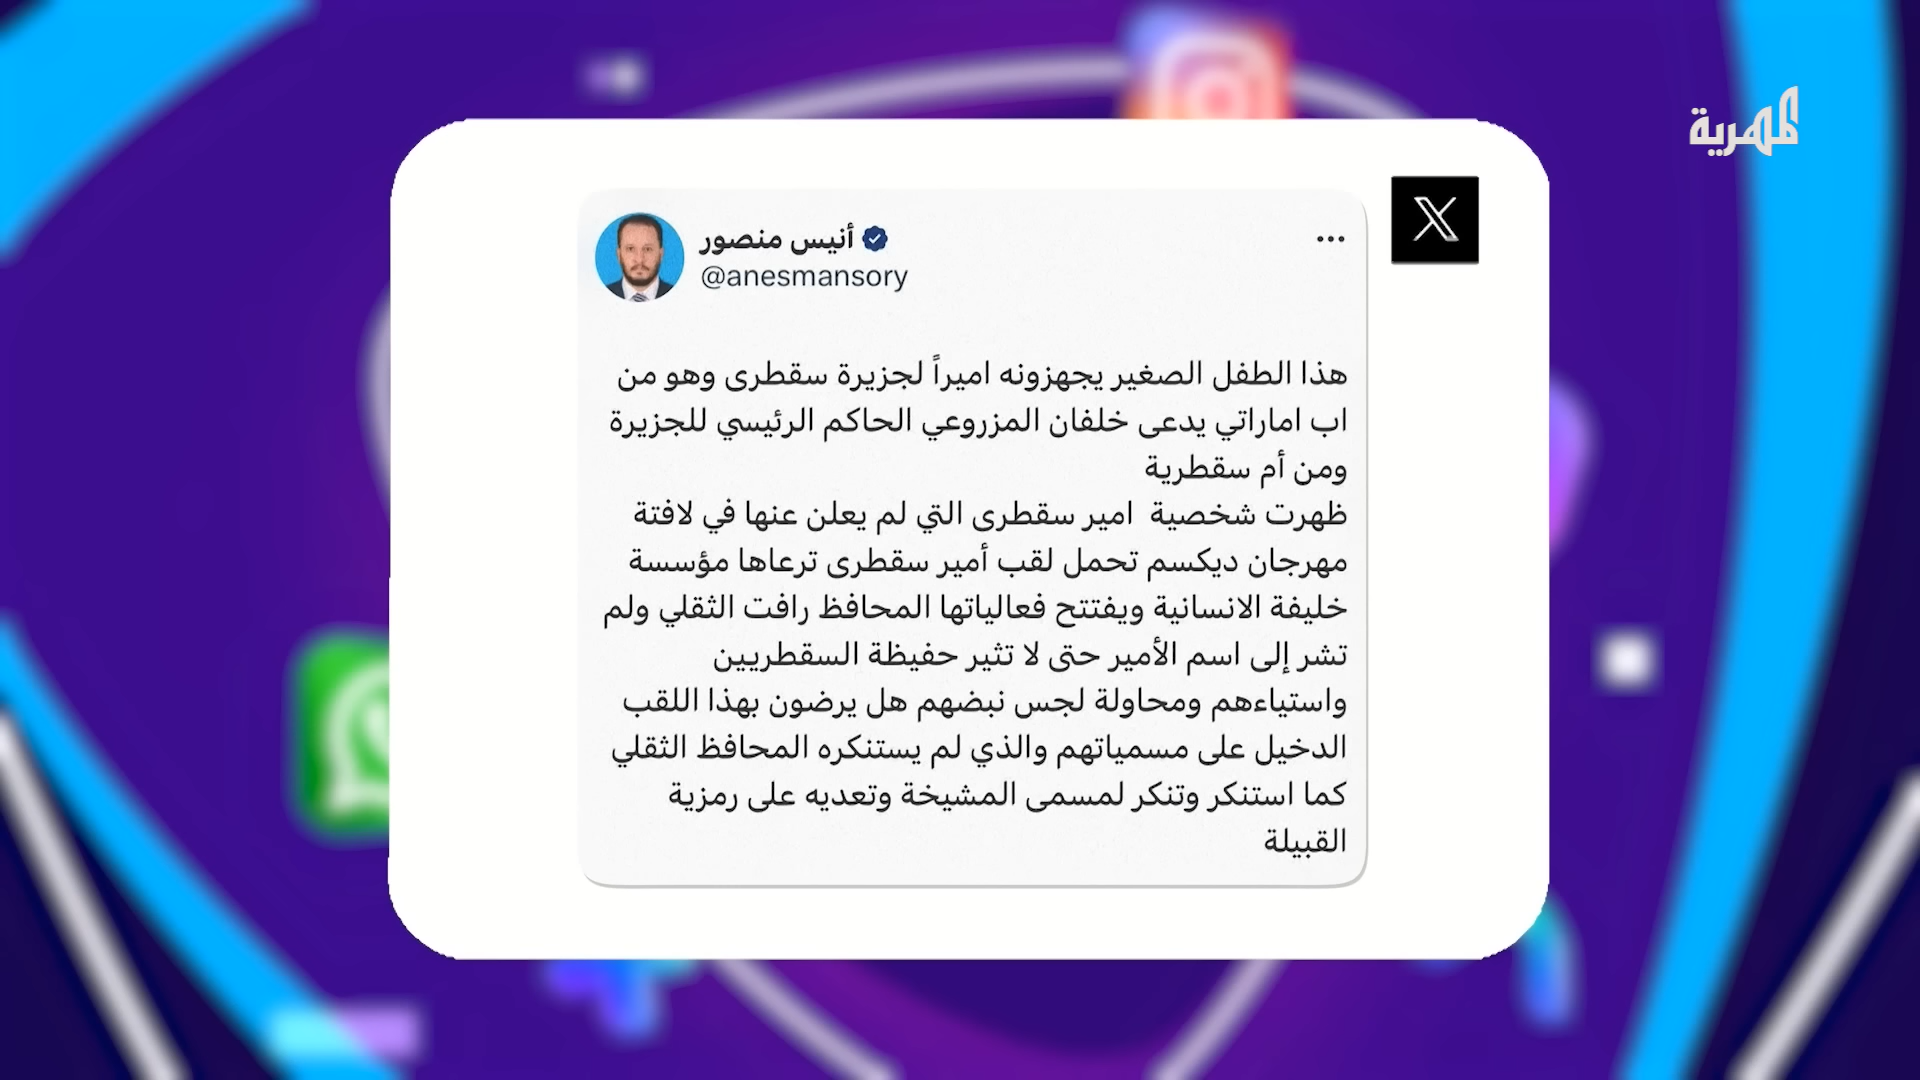 المهرية
أنيس منصور
@anesmansory
هذا الطفل الصغير يجهزونه اميراً لجزيرة سقطرى وهو من
اب اماراتي يدعى خلفان المزروعي الحاكم الرئيسي للجزيرة
ومن أم سقطرية
ظهرت شخصية امير سقطرى التي لم يعلن عنها في لافتة
مهرجان ديكسم تحمل لقب أمير سقطرى ترعاها مؤسسة
خليفة الانسانية ويفتتح فعالياتها المحافظ رافت الثقلي ولم
تشر إلى اسم الأمير حتى لا تثير حفيظة السقطريين
واستياءهم ومحاولة لجس نبضهم هل يرضون بهذا اللقب
الدخيل على مسمياتهم والذي لم يستنكره المحافظ الثقلي
كما استنكر وتنكر لمسمى المشيخة وتعديه على رمزية
القبيلة